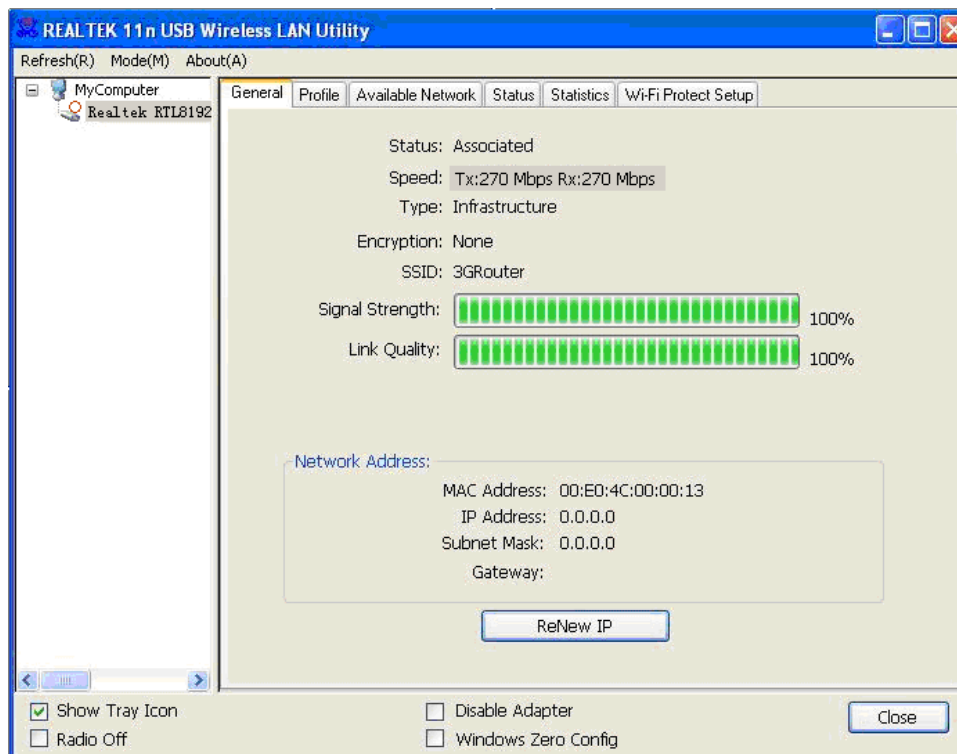 REALTEK 11n USB Wireless LAN Utility
Refresh(R) Mode(M) About(A)
MyComputer
Realtek RTL8192
General Profile Available Network Status Statistics Wi-Fi Protect Setup
Status: Associated
Speed: Tx:270 Mbps Rx:270 Mbps
Type: Infrastructure
Encryption: None
SSID: 3GRouter
Signal Strength: 100%
Link Quality: 100%
Network Address:
MAC Address: 00:E0:4C:00:00:13
IP Address: 0.0.0.0
Subnet Mask: 0.0.0.0
Gateway:
ReNew IP
Show Tray Icon
Radio Off
Disable Adapter
Windows Zero Config
Close